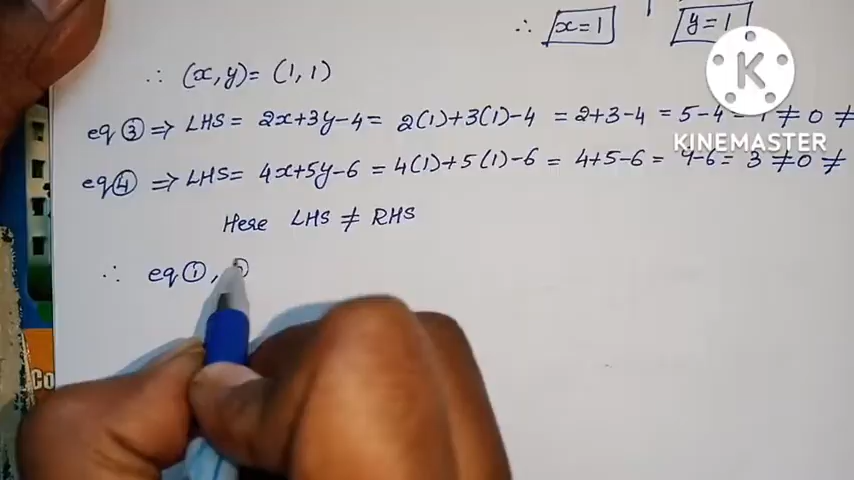 ∴ x=1 y=1
∴ (x,y) = (1,1)
eq③ ⇒ LHS = 2x+3y-4 = 2(1)+3(1)-4 = 2+3-4 = 5-4 = 1 ≠ 0 ≠
eq④ ⇒ LHS = 4x+5y-6 = 4(1)+5(1)-6 = 4+5-6 = 9-6 = 3 ≠ 0 ≠
Here LHS ≠ RHS
∴ eq①,
K
KINEMASTER